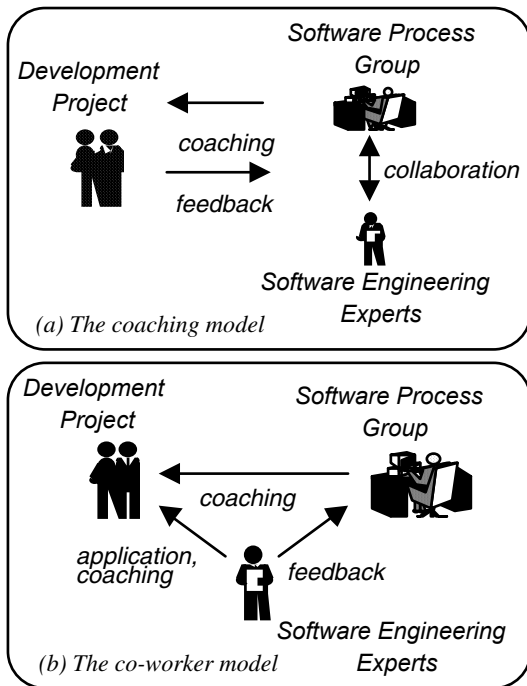 Software Process
Group
Development
Project
coaching
feedback
collaboration
Software Engineering
Experts
(a) The coaching model
Development
Project
Software Process
Group
coaching
application,
coaching
feedback
Software Engineering
Experts
(b) The co-worker model